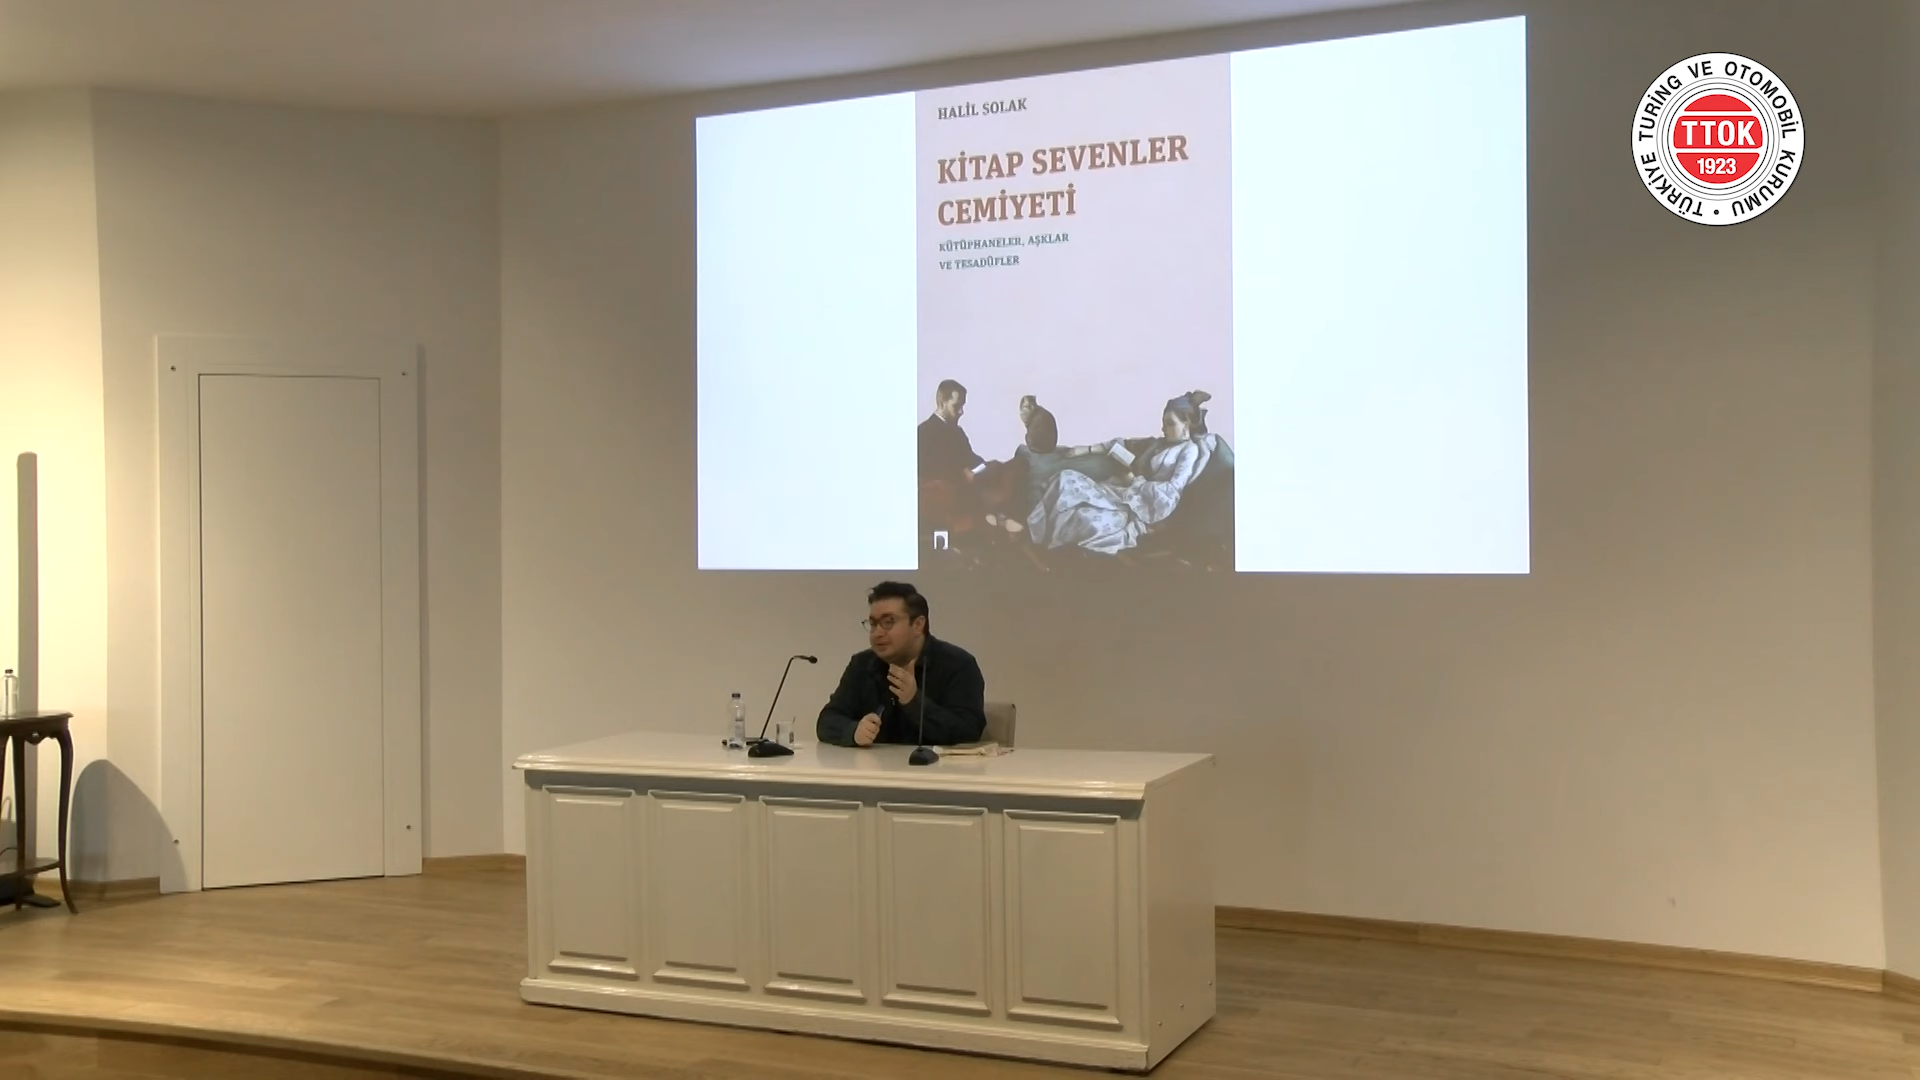 HALİL SOLAK
KİTAP SEVENLER
CEMİYETİ
KÜTÜPHANELER, AŞKLAR
VE TESADÜFLER
TÜRKİYE TURİNG VE OTOMOBİL KURUMU
TTOK
1923